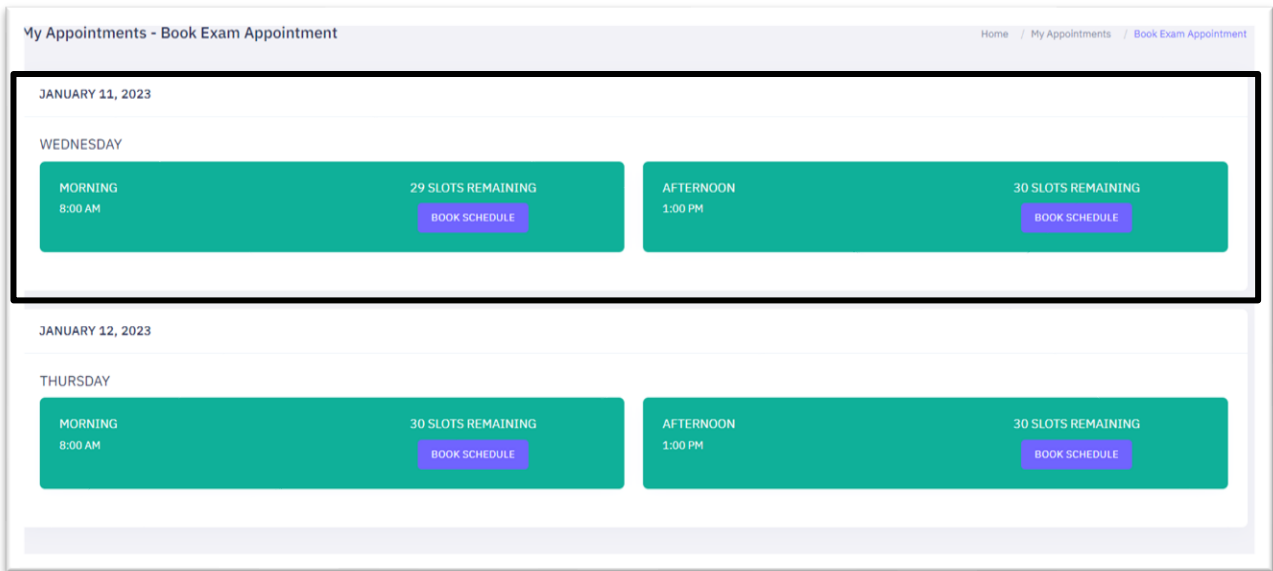 My Appointments - Book Exam Appointment
Home / My Appointments / Book Exam Appointment
JANUARY 11, 2023
WEDNESDAY
MORNING
8:00 AM
29 SLOTS REMAINING
BOOK SCHEDULE
AFTERNOON
1:00 PM
30 SLOTS REMAINING
BOOK SCHEDULE
JANUARY 12, 2023
THURSDAY
MORNING
8:00 AM
30 SLOTS REMAINING
BOOK SCHEDULE
AFTERNOON
1:00 PM
30 SLOTS REMAINING
BOOK SCHEDULE